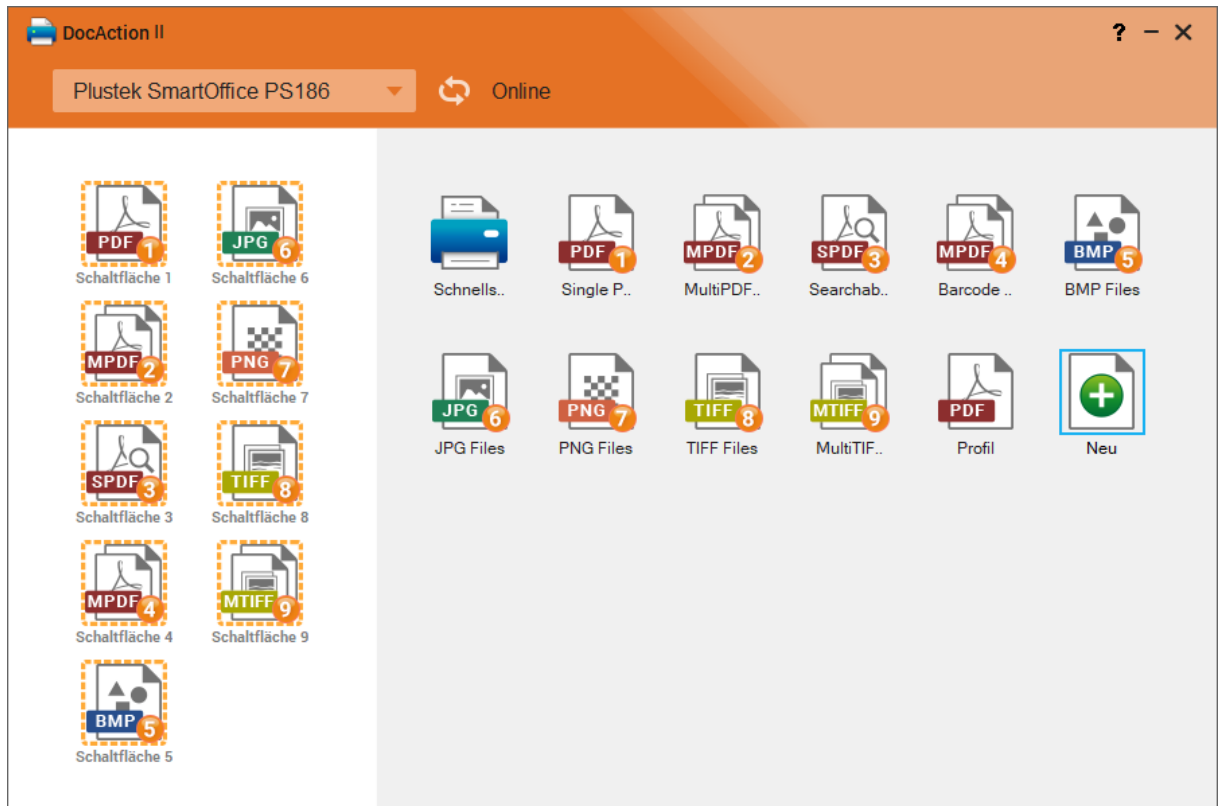 DocAction II
? – ✕
Plustek SmartOffice PS186
Online
PDF 1
Schaltfläche 1
JPG 6
Schaltfläche 6
MPDF 2
Schaltfläche 2
PNG 7
Schaltfläche 7
SPDF 3
Schaltfläche 3
TIFF 8
Schaltfläche 8
MPDF 4
Schaltfläche 4
MTIFF 9
Schaltfläche 9
BMP 5
Schaltfläche 5
Schnells..
PDF 1
Single P..
MPDF 2
MultiPDF..
SPDF 3
Searchab..
MPDF 4
Barcode ..
BMP 5
BMP Files
JPG 6
JPG Files
PNG 7
PNG Files
TIFF 8
TIFF Files
MTIFF 9
MultiTIF..
PDF
Profil
Neu